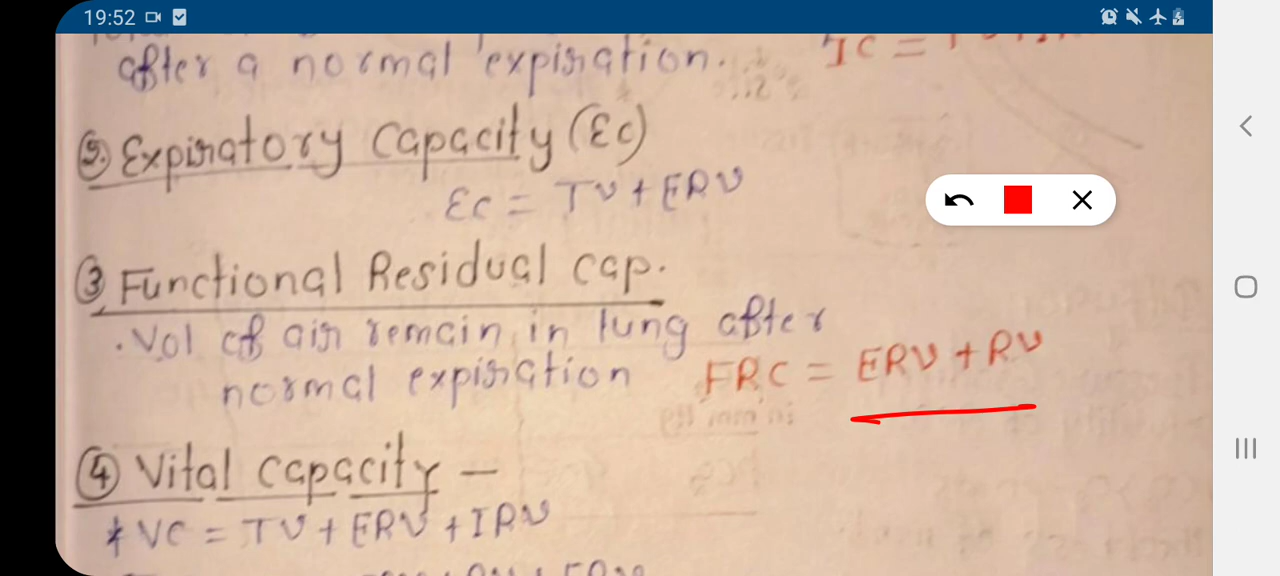 19:52
after a normal expiration. IC =
② Expiratory Capacity (Ec)
Ec = TV + ERV
③ Functional Residual Cap.
. Vol of air remain in lung after
normal expiration FRC = ERV + RV
④ Vital Capacity —
* VC = TV + ERV + IRV